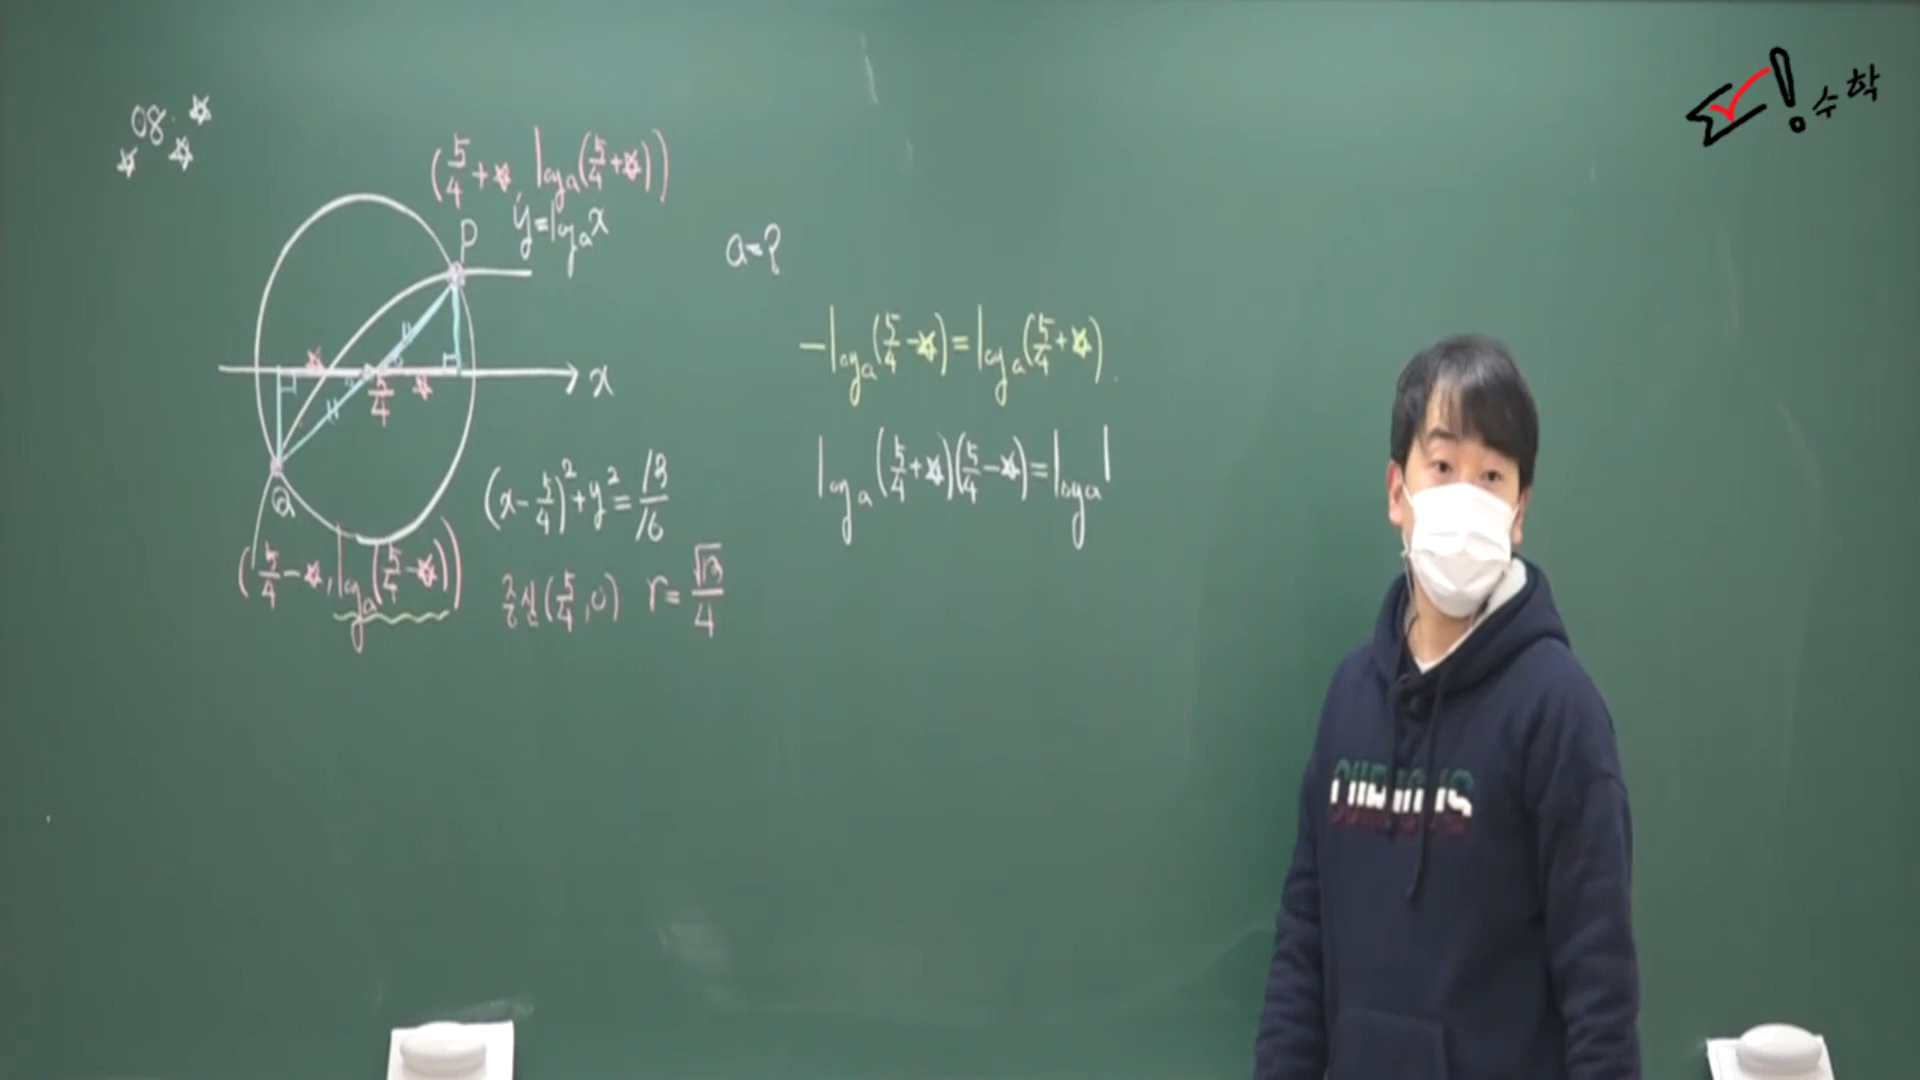 수학
08.
(5/4+☆, log_a(5/4+☆))
y=log_a x
P
a=?
-log_a(5/4-☆)=log_a(5/4+☆).
☆
5/4
☆
x
log_a(5/4+☆)(5/4-☆)=log_a 1
Q
(x-5/4)²+y²=13/16
(5/4-☆, log_a(5/4-☆))
중심(5/4,0) r=√13/4